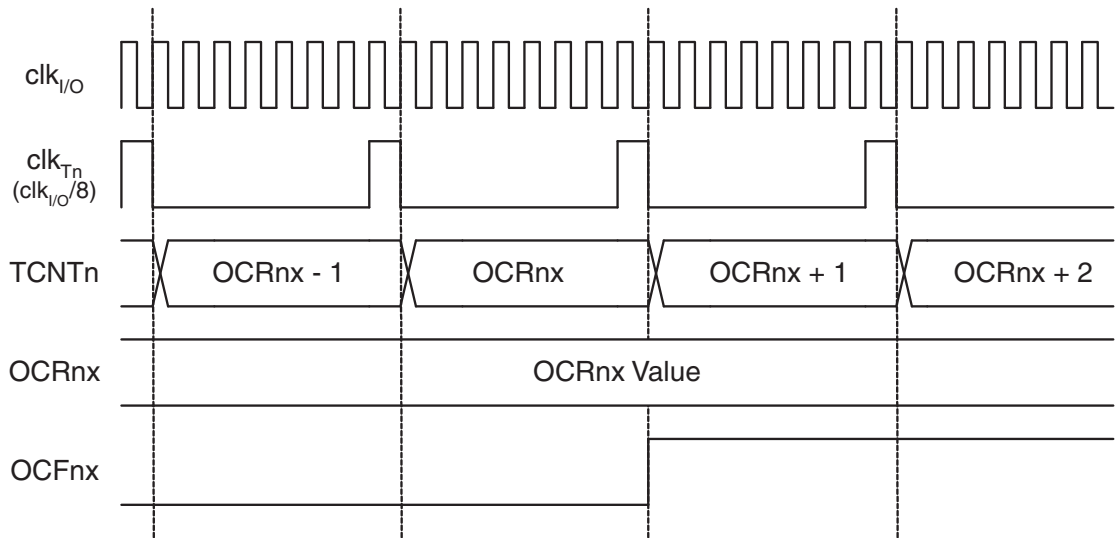 clkI/O
clkTn
(clkI/O/8)
TCNTn
OCRnx - 1
OCRnx
OCRnx + 1
OCRnx + 2
OCRnx
OCRnx Value
OCFnx